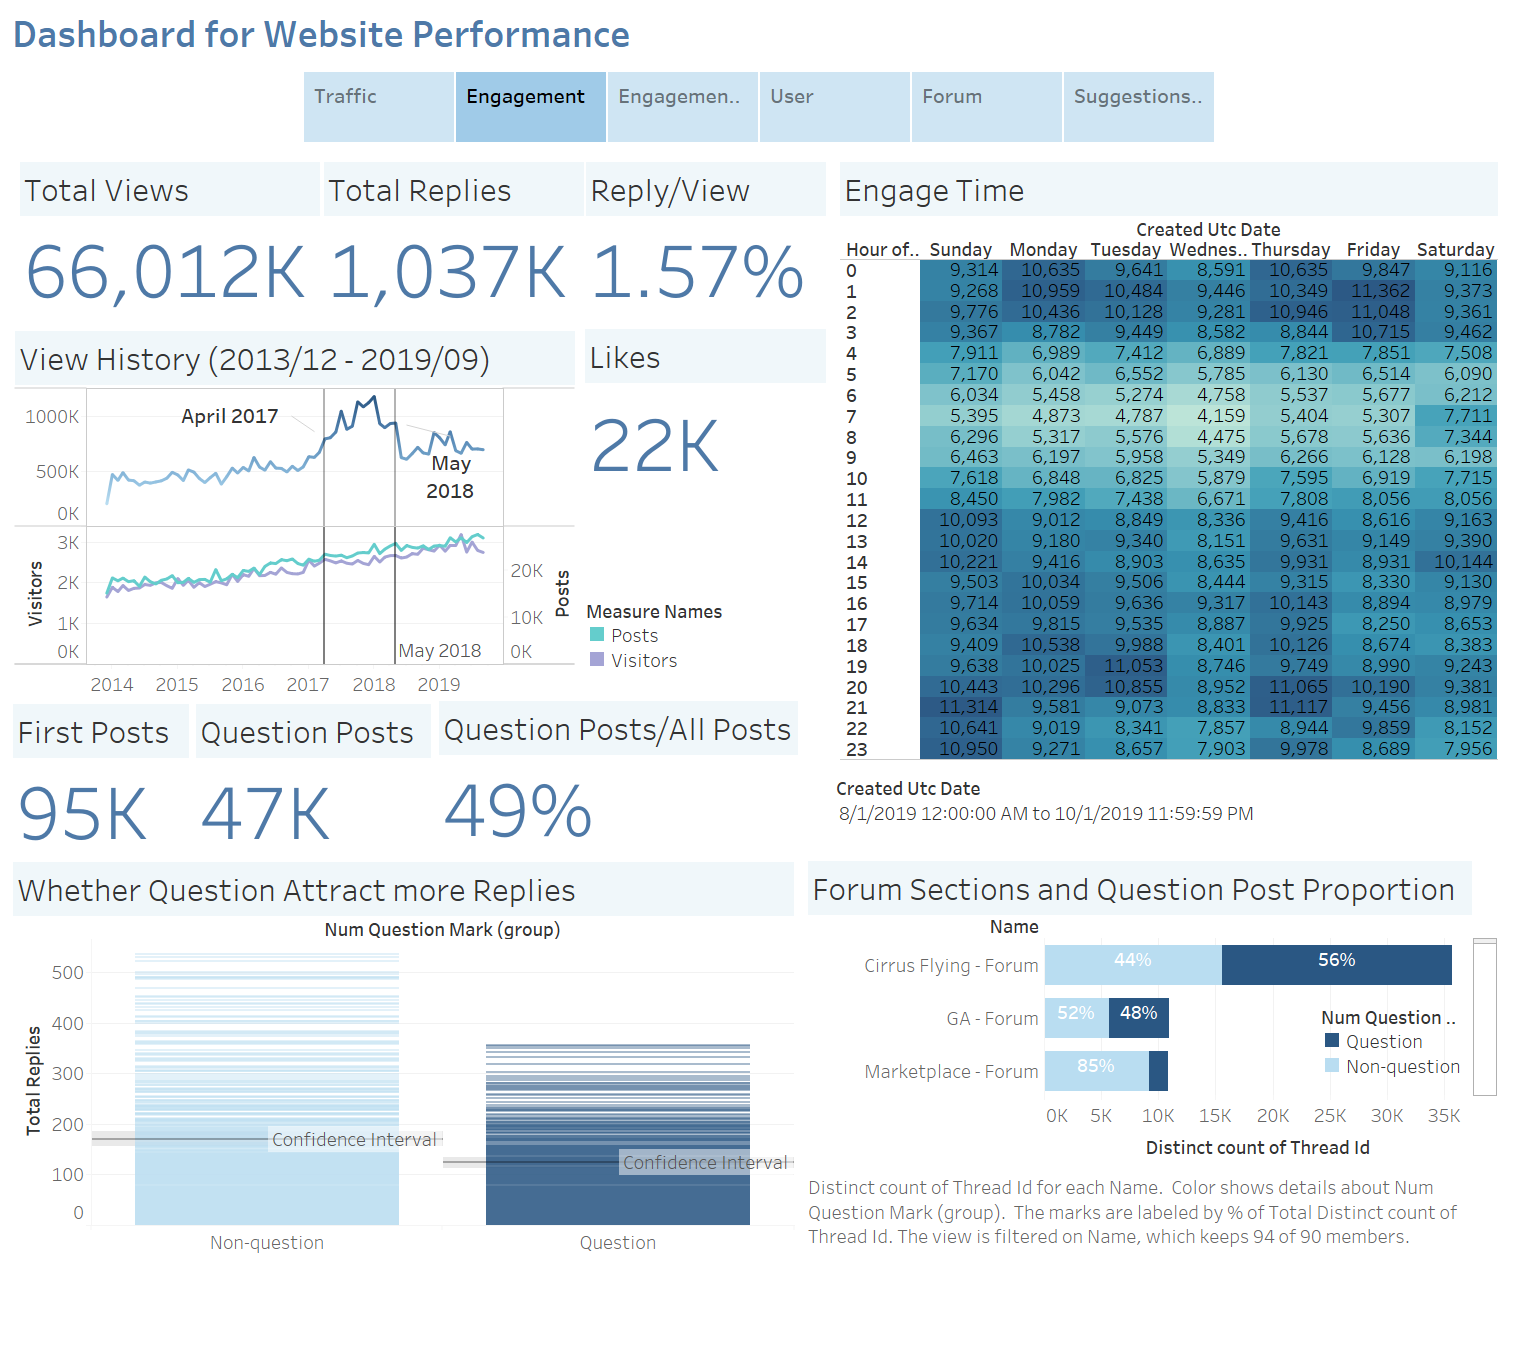 Dashboard for Website Performance
Traffic
Engagement
Engagemen..
User
Forum
Suggestions..
Total Views
Total Replies
Reply/View
66,012K
1,037K
1.57%
View History (2013/12 - 2019/09)
Likes
22K
1000K
500K
0K
April 2017
May
2018
3K
2K
1K
0K
Visitors
20K
10K
0K
Posts
May 2018
2014 2015 2016 2017 2018 2019
Measure Names
Posts
Visitors
Engage Time
Created Utc Date
Hour of.. Sunday Monday Tuesday Wednes.. Thursday Friday Saturday
0 9,314 10,635 9,641 8,591 10,635 9,847 9,116
1 9,268 10,959 10,484 9,446 10,349 11,362 9,373
2 9,776 10,436 10,128 9,281 10,946 11,048 9,361
3 9,367 8,782 9,449 8,582 8,844 10,715 9,462
4 7,911 6,989 7,412 6,889 7,821 7,851 7,508
5 7,170 6,042 6,552 5,785 6,130 6,514 6,090
6 6,034 5,458 5,274 4,758 5,537 5,677 6,212
7 5,395 4,873 4,787 4,159 5,404 5,307 7,711
8 6,296 5,317 5,576 4,475 5,678 5,636 7,344
9 6,463 6,197 5,958 5,349 6,266 6,128 6,198
10 7,618 6,848 6,825 5,879 7,595 6,919 7,715
11 8,450 7,982 7,438 6,671 7,808 8,056 8,056
12 10,093 9,012 8,849 8,336 9,416 8,616 9,163
13 10,020 9,180 9,340 8,151 9,631 9,149 9,390
14 10,221 9,416 8,903 8,635 9,931 8,931 10,144
15 9,503 10,034 9,506 8,444 9,315 8,330 9,130
16 9,714 10,059 9,636 9,317 10,143 8,894 8,979
17 9,634 9,815 9,535 8,887 9,925 8,250 8,653
18 9,409 10,538 9,988 8,401 10,126 8,674 8,383
19 9,638 10,025 11,053 8,746 9,749 8,990 9,243
20 10,443 10,296 10,855 8,952 11,065 10,190 9,381
21 11,314 9,581 9,073 8,833 11,117 9,456 8,981
22 10,641 9,019 8,341 7,857 8,944 9,859 8,152
23 10,950 9,271 8,657 7,903 9,978 8,689 7,956
Created Utc Date
8/1/2019 12:00:00 AM to 10/1/2019 11:59:59 PM
First Posts
Question Posts
Question Posts/All Posts
95K
47K
49%
Whether Question Attract more Replies
Num Question Mark (group)
Total Replies
500
400
300
200
100
0
Confidence Interval
Confidence Interval
Non-question
Question
Forum Sections and Question Post Proportion
Name
Cirrus Flying - Forum 44% 56%
GA - Forum 52% 48%
Marketplace - Forum 85%
Num Question ..
Question
Non-question
0K 5K 10K 15K 20K 25K 30K 35K
Distinct count of Thread Id
Distinct count of Thread Id for each Name. Color shows details about Num
Question Mark (group). The marks are labeled by % of Total Distinct count of
Thread Id. The view is filtered on Name, which keeps 94 of 90 members.